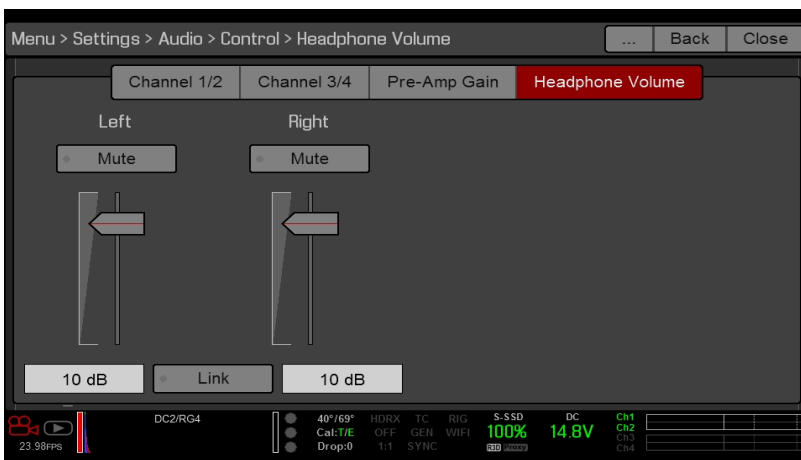 Menu > Settings > Audio > Control > Headphone Volume ... Back Close
Channel 1/2 Channel 3/4 Pre-Amp Gain Headphone Volume
Left Right
Mute Mute
10 dB Link 10 dB
DC2/RG4 40°/69° HDRX TC RIG S-SSD DC Ch1
Cal:T/E OFF GEN WIFI 100% 14.8V Ch2
23.98FPS Drop:0 1:1 SYNC R3D Proxy Ch3
Ch4